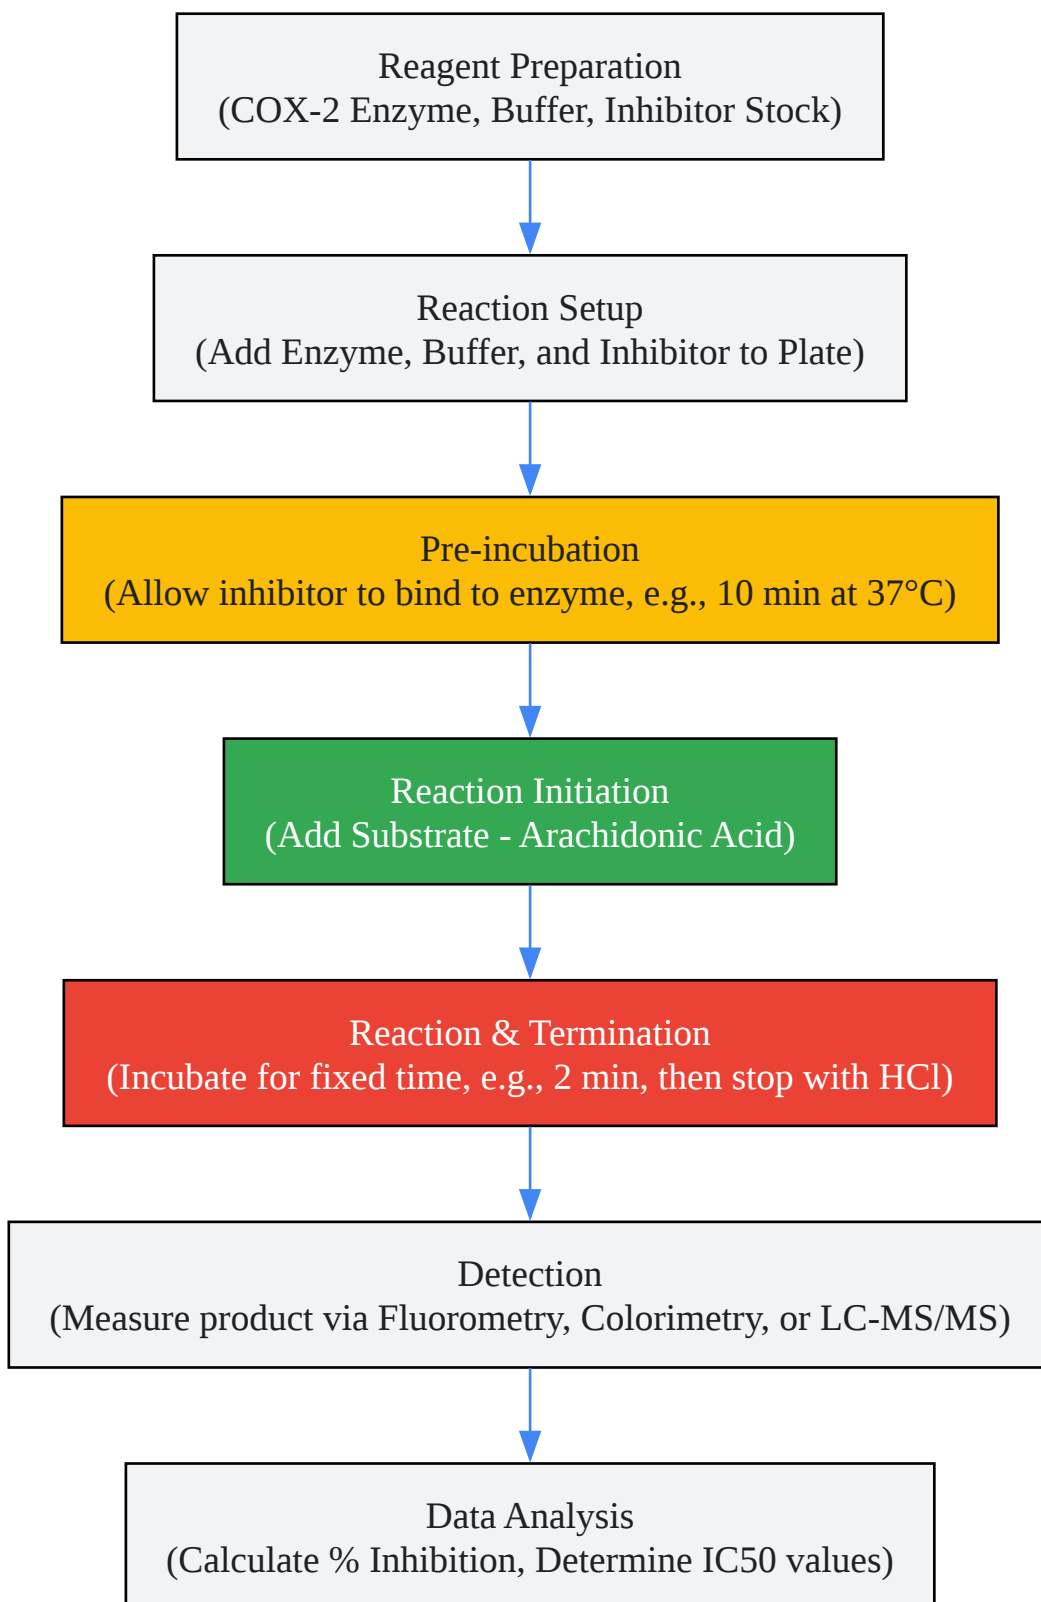 Reagent Preparation
(COX-2 Enzyme, Buffer, Inhibitor Stock)
Reaction Setup
(Add Enzyme, Buffer, and Inhibitor to Plate)
Pre-incubation
(Allow inhibitor to bind to enzyme, e.g., 10 min at 37°C)
Reaction Initiation
(Add Substrate - Arachidonic Acid)
Reaction & Termination
(Incubate for fixed time, e.g., 2 min, then stop with HCl)
Detection
(Measure product via Fluorometry, Colorimetry, or LC-MS/MS)
Data Analysis
(Calculate % Inhibition, Determine IC50 values)